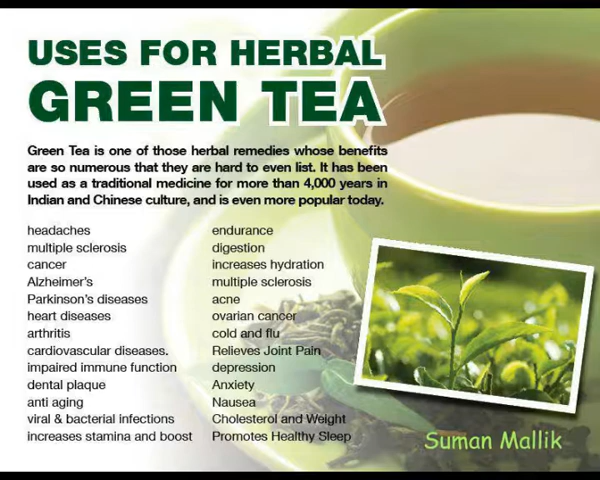 USES FOR HERBAL
GREEN TEA
Green Tea is one of those herbal remedies whose benefits
are so numerous that they are hard to even list. It has been
used as a traditional medicine for more than 4,000 years in
Indian and Chinese culture, and is even more popular today.
headaches
multiple sclerosis
cancer
Alzheimer's
Parkinson's diseases
heart diseases
arthritis
cardiovascular diseases.
impaired immune function
dental plaque
anti aging
viral & bacterial infections
increases stamina and boost
endurance
digestion
increases hydration
multiple sclerosis
acne
ovarian cancer
cold and flu
Relieves Joint Pain
depression
Anxiety
Nausea
Cholesterol and Weight
Promotes Healthy Sleep
Suman Mallik